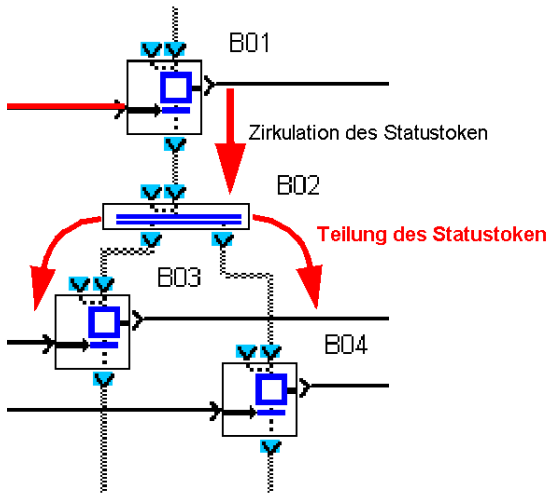 B01
Zirkulation des Statustoken
B02
Teilung des Statustoken
B03
B04